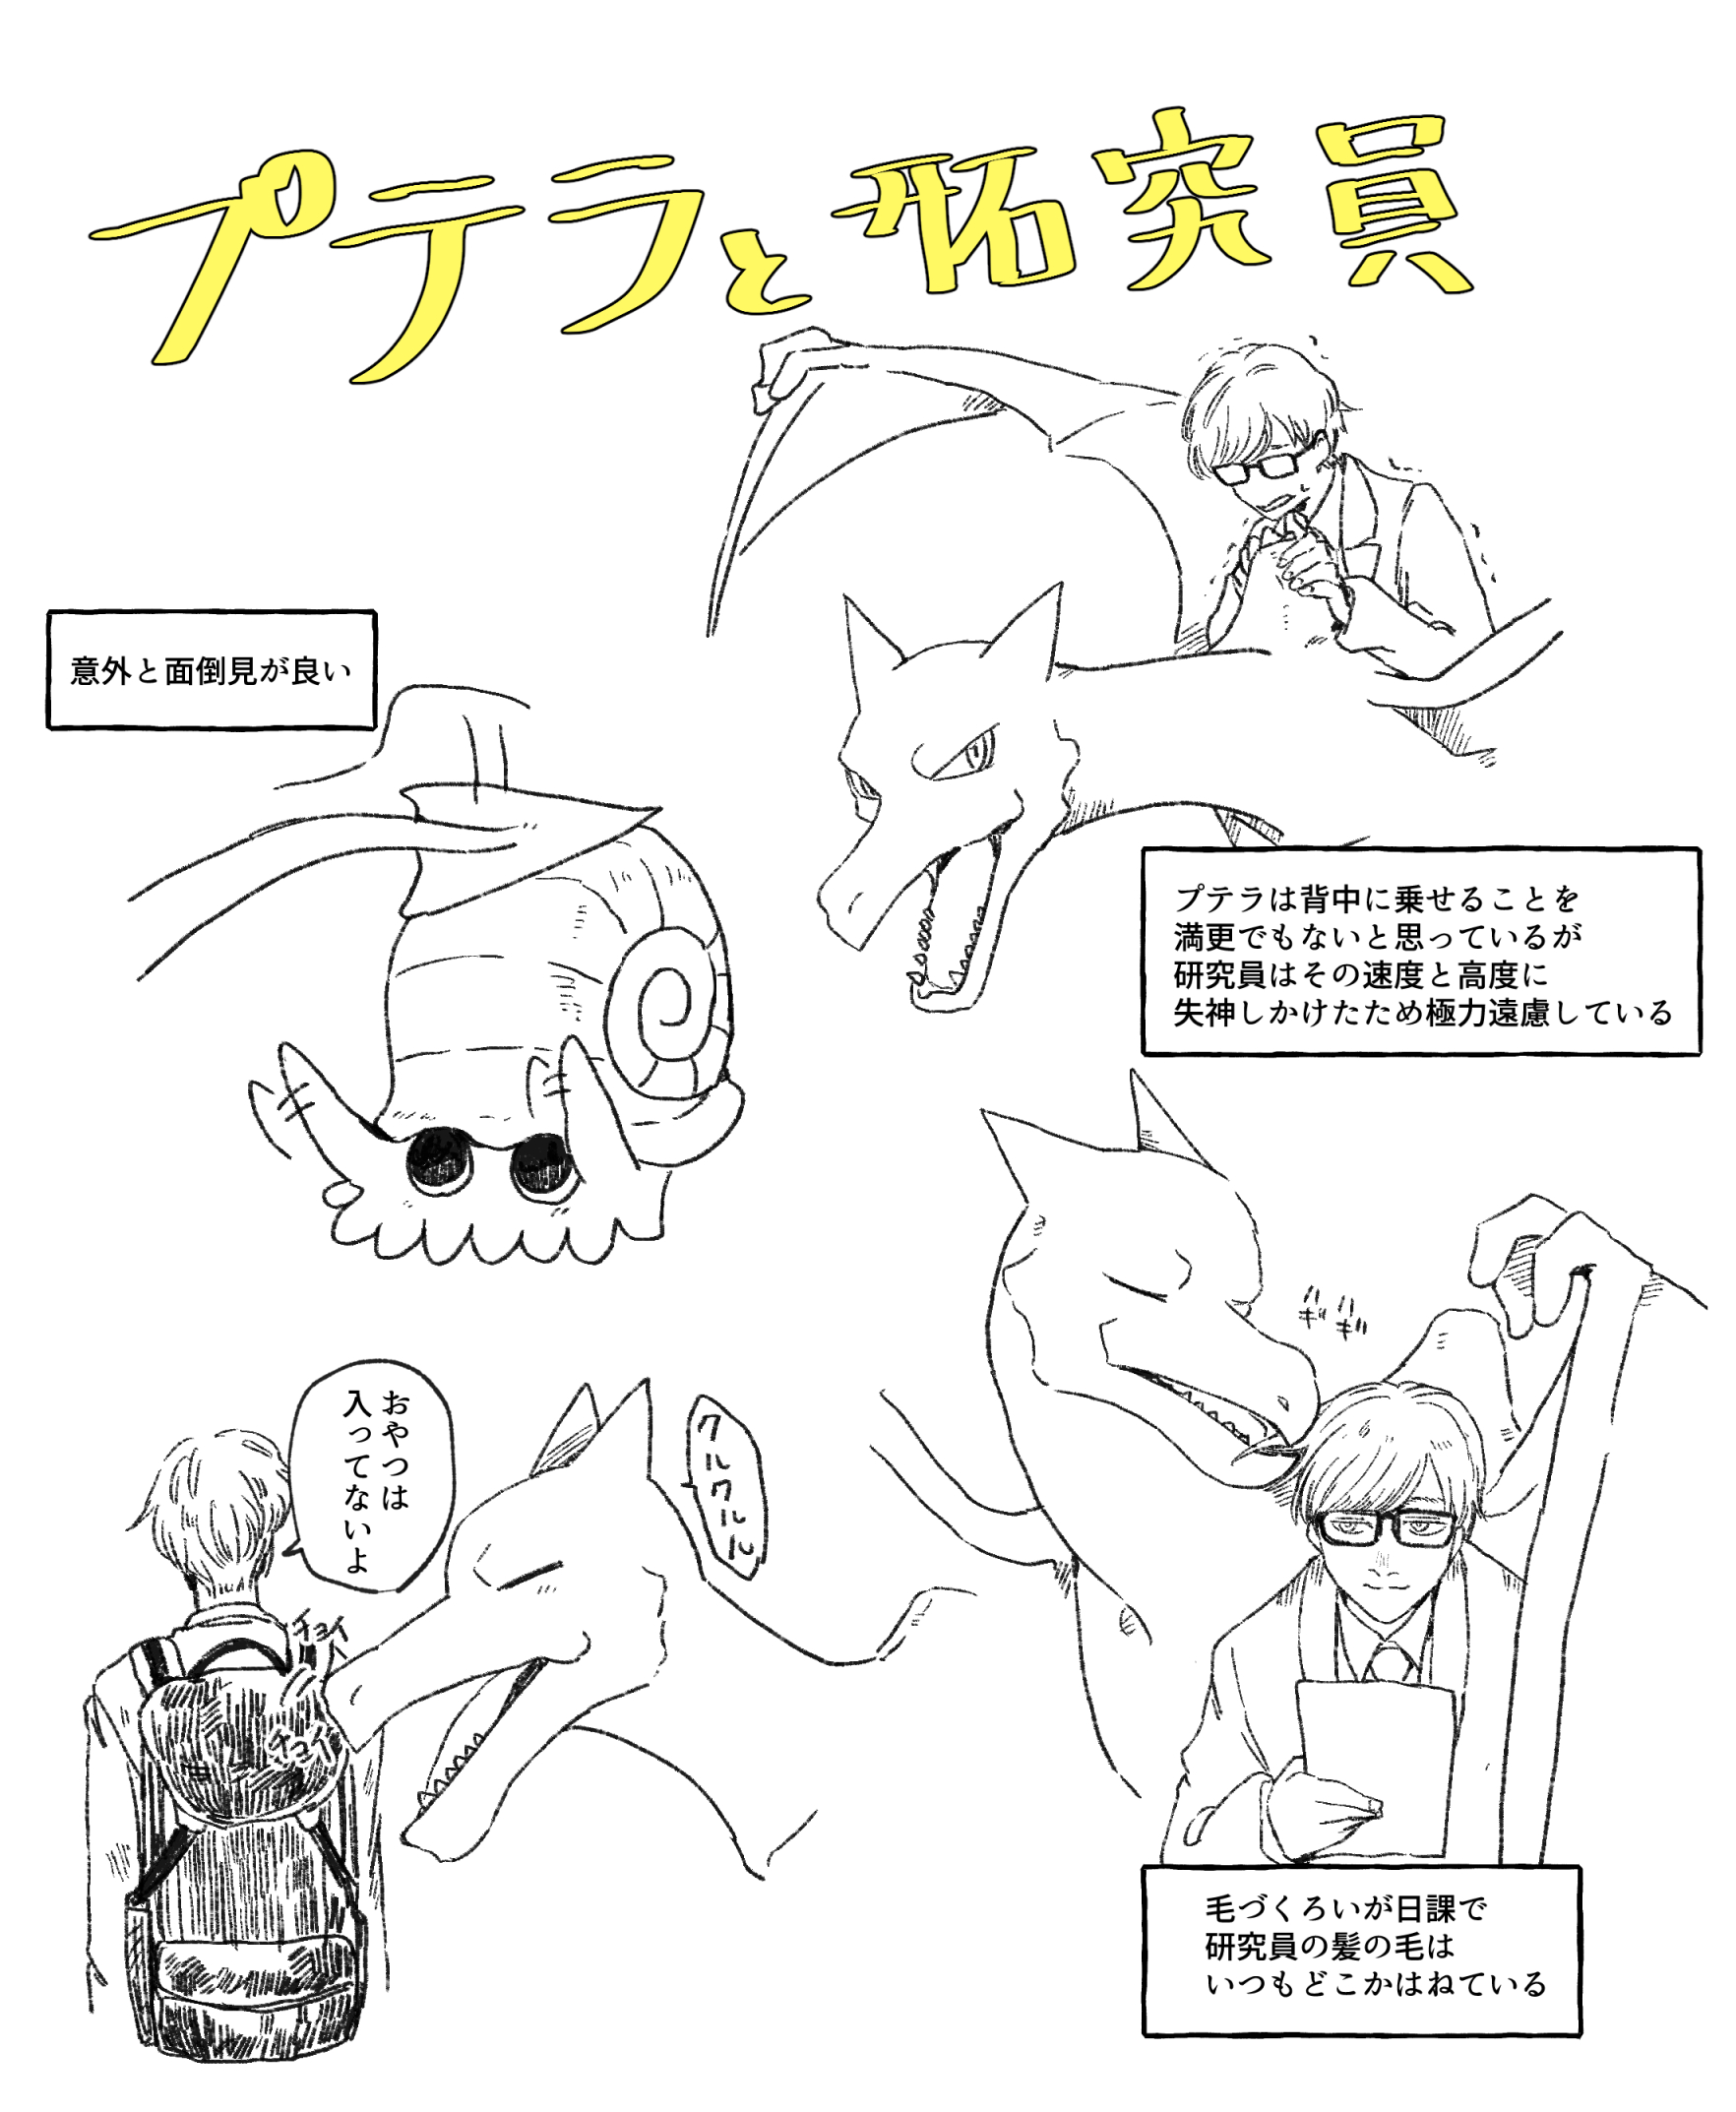 プテラと研究員
意外と面倒見が良い
プテラは背中に乗せることを
満更でもないと思っているが
研究員はその速度と高度に
失神しかけたため極力遠慮している
ハギ
ハギ
おやつは
入ってないよ
クルクルル
チョイ
チョイ
毛づくろいが日課で
研究員の髪の毛は
いつもどこかはねている